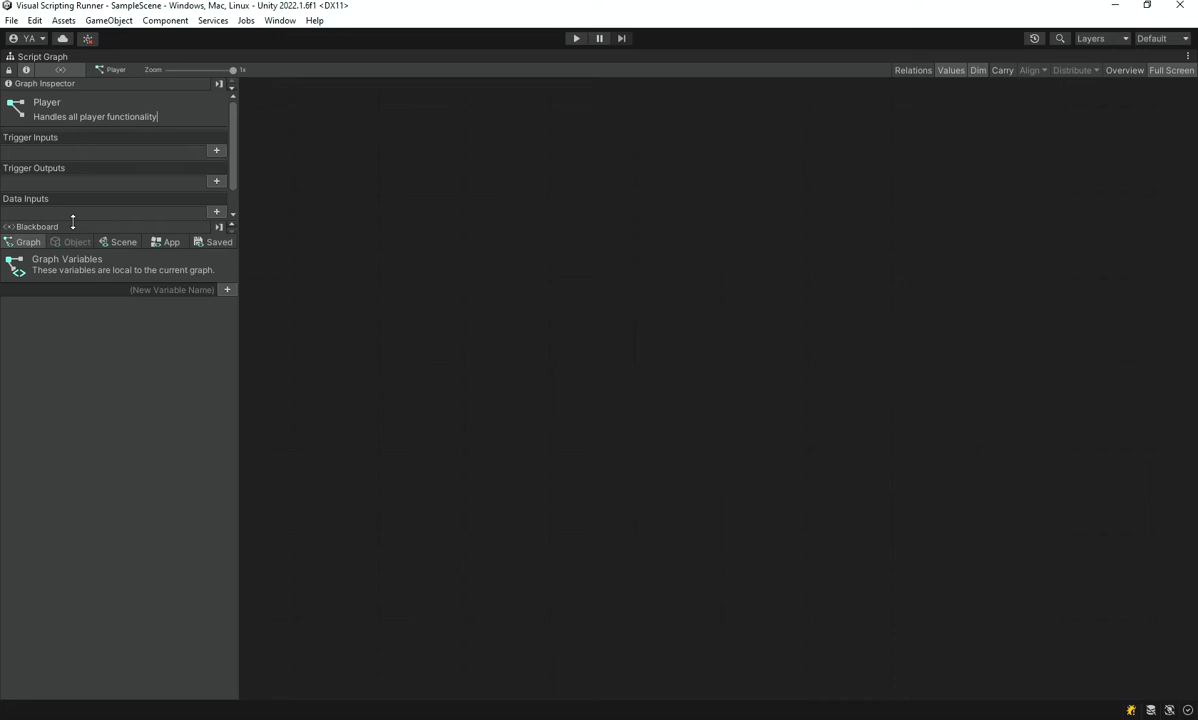 Visual Scripting Runner - SampleScene - Windows, Mac, Linux - Unity 2022.1.6f1 <DX11>
File Edit Assets GameObject Component Services Jobs Window Help
YA Layers Default
Script Graph
<×> Player Zoom 1x Relations Values Dim Carry Align Distribute Overview Full Screen
Graph Inspector
Player
Handles all player functionality
Trigger Inputs
+
Trigger Outputs
+
Data Inputs
+
<×> Blackboard
Graph Object Scene App Saved
Graph Variables
These variables are local to the current graph.
(New Variable Name) +